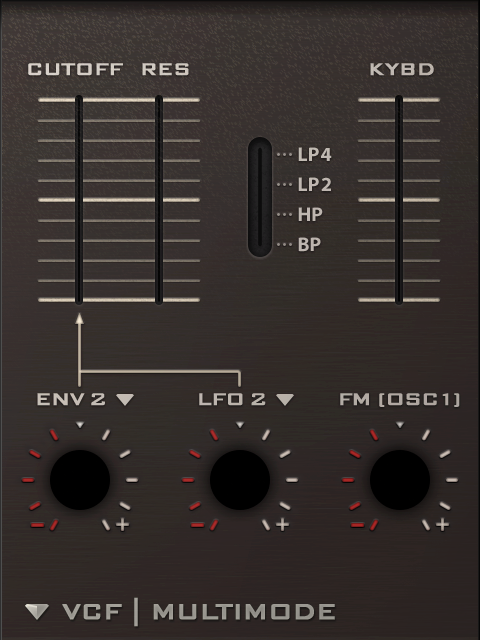 CUTOFF RES KYBD
LP4
LP2
HP
BP
ENV 2 LFO 2 FM [OSC1]
- + - + - +
VCF | MULTIMODE